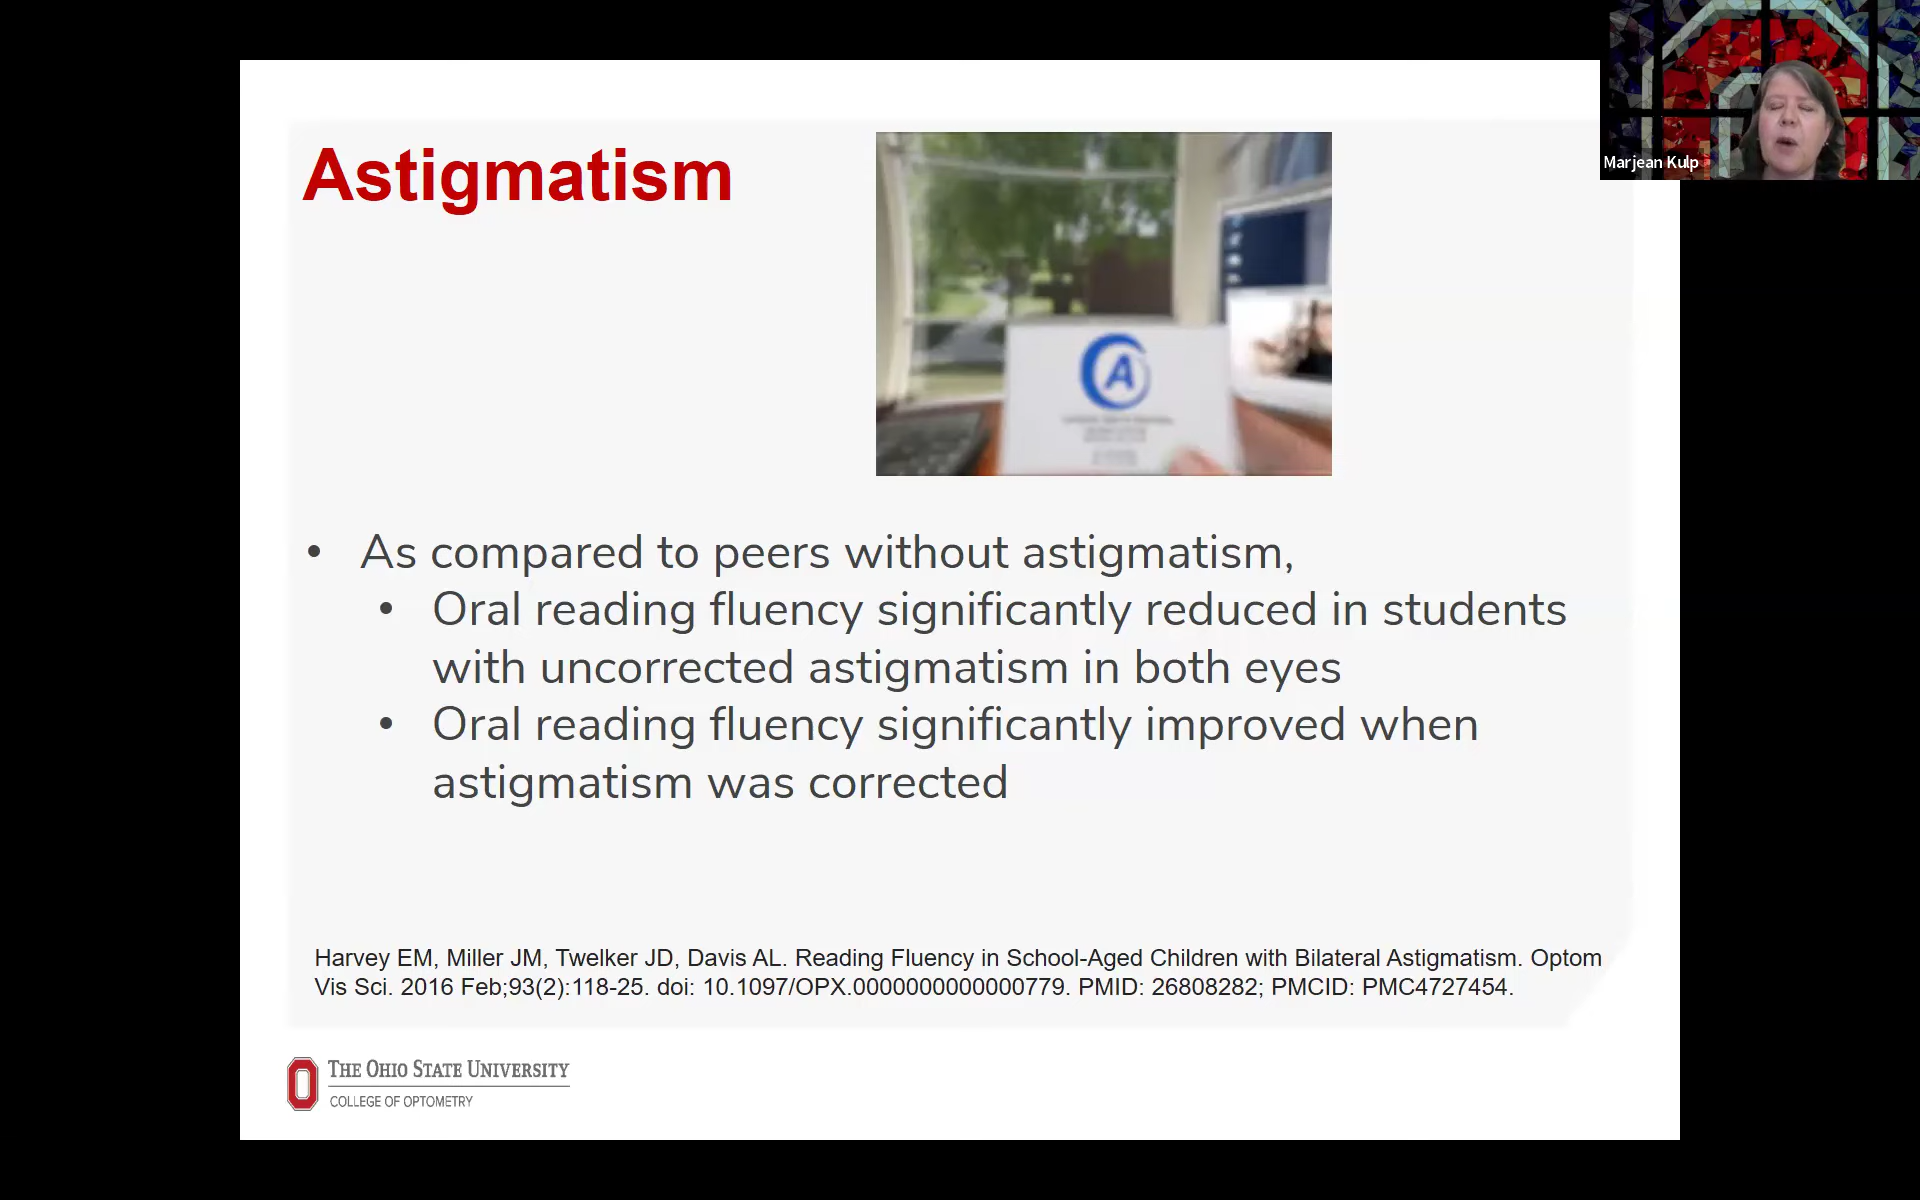 Astigmatism
Marjean Kulp
A
• As compared to peers without astigmatism,
• Oral reading fluency significantly reduced in students
with uncorrected astigmatism in both eyes
• Oral reading fluency significantly improved when
astigmatism was corrected
Harvey EM, Miller JM, Twelker JD, Davis AL. Reading Fluency in School-Aged Children with Bilateral Astigmatism. Optom
Vis Sci. 2016 Feb;93(2):118-25. doi: 10.1097/OPX.0000000000000779. PMID: 26808282; PMCID: PMC4727454.
THE OHIO STATE UNIVERSITY
COLLEGE OF OPTOMETRY